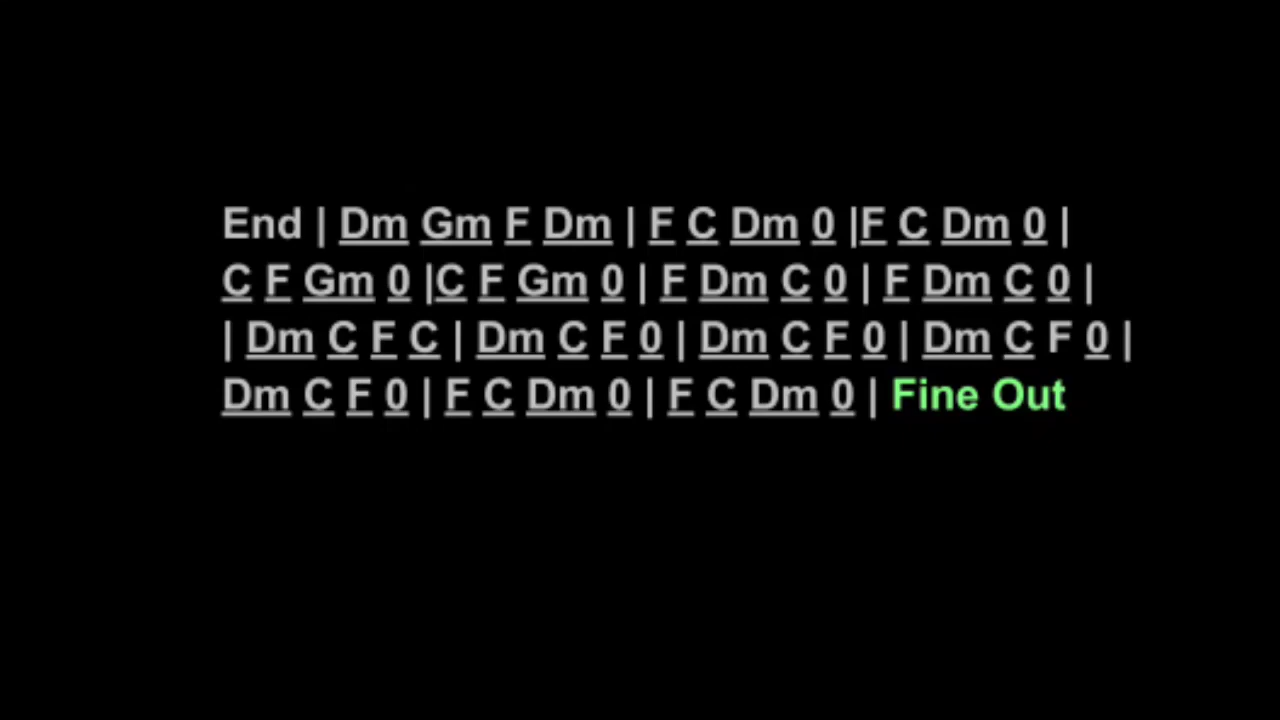 End | Dm Gm F Dm | F C Dm 0 |F C Dm 0 |
C F Gm 0 |C F Gm 0 | F Dm C 0 | F Dm C 0 |
| Dm C F C | Dm C F 0 | Dm C F 0 | Dm C F 0 |
Dm C F 0 | F C Dm 0 | F C Dm 0 | Fine Out